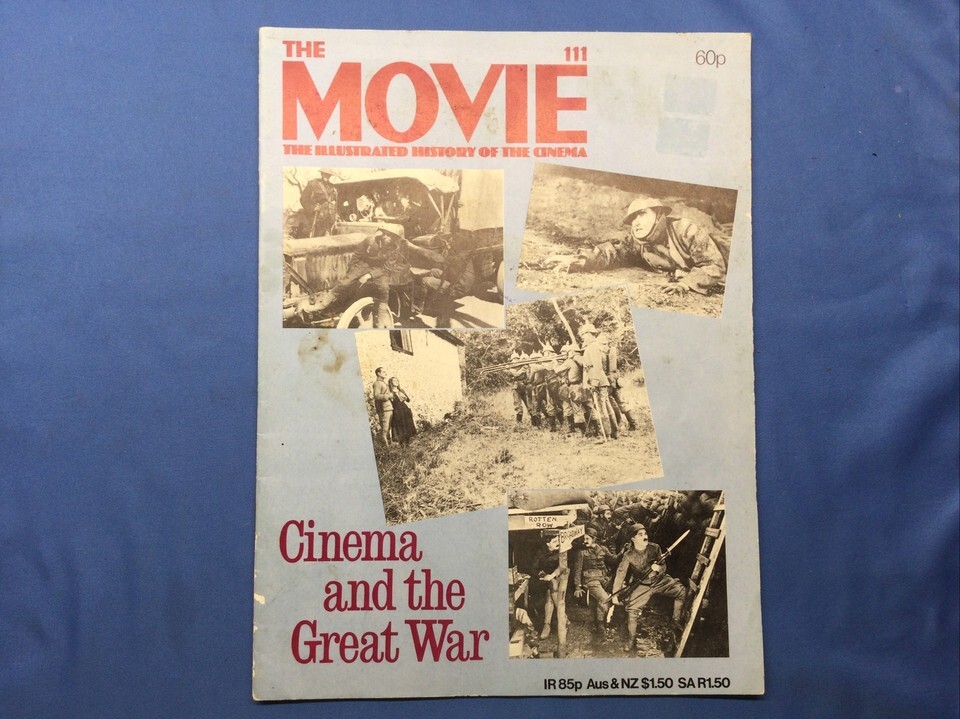 THE
111
60p
MOVIE
THE ILLUSTRATED HISTORY OF THE CINEMA
ROTTEN
ROW
BROADWAY
Cinema
and the
Great War
IR 85p Aus & NZ $1.50 SA R1.50